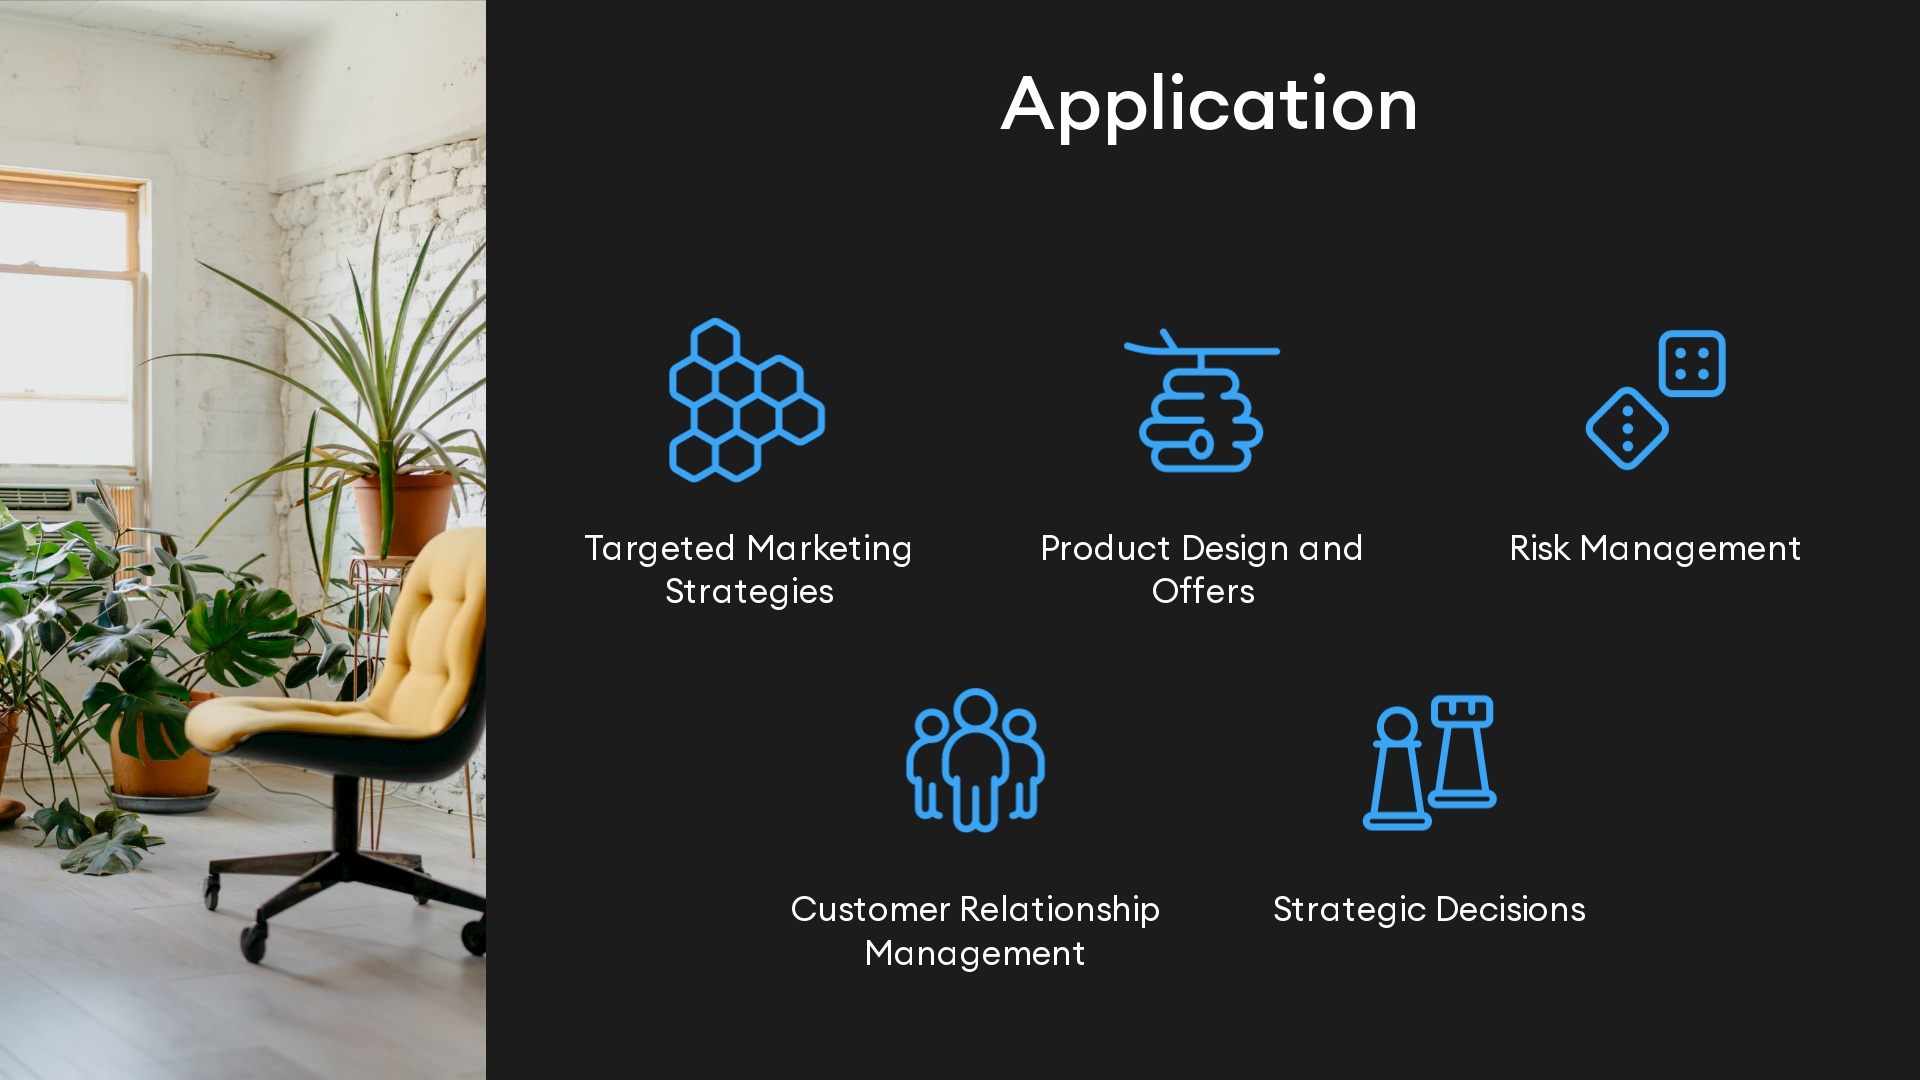 Application
Targeted Marketing
Strategies
Product Design and
Offers
Risk Management
Customer Relationship
Management
Strategic Decisions